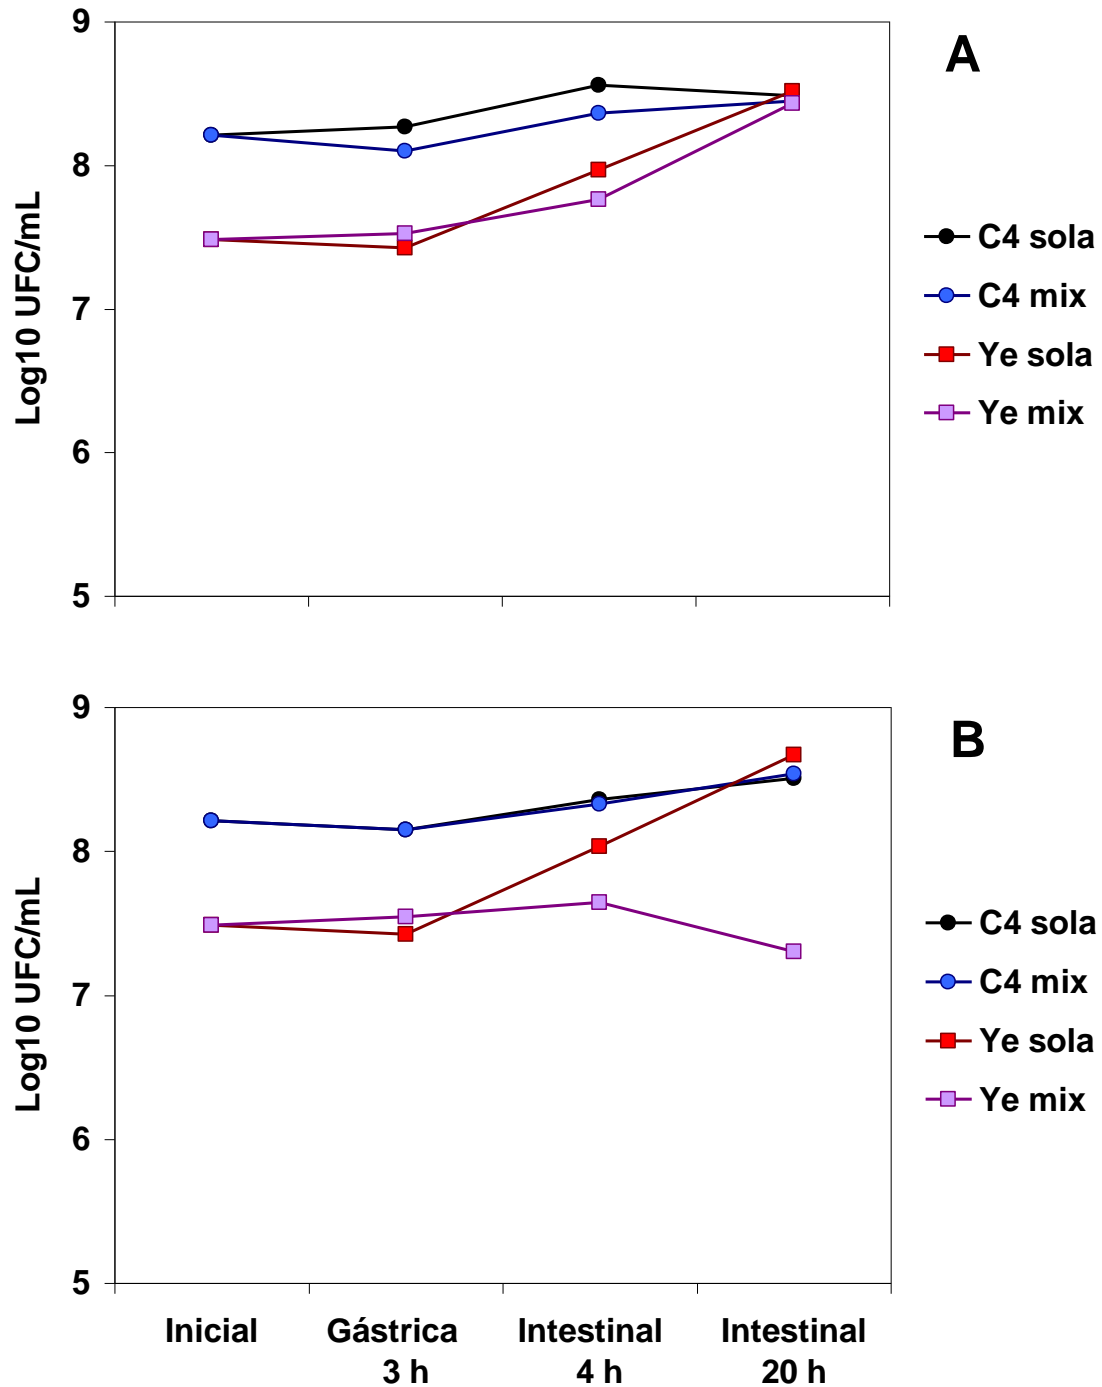 A
9
8
7
6
5
Log10 UFC/mL
C4 sola
C4 mix
Ye sola
Ye mix
B
9
8
7
6
5
Log10 UFC/mL
C4 sola
C4 mix
Ye sola
Ye mix
Inicial Gástrica Intestinal Intestinal
3 h 4 h 20 h